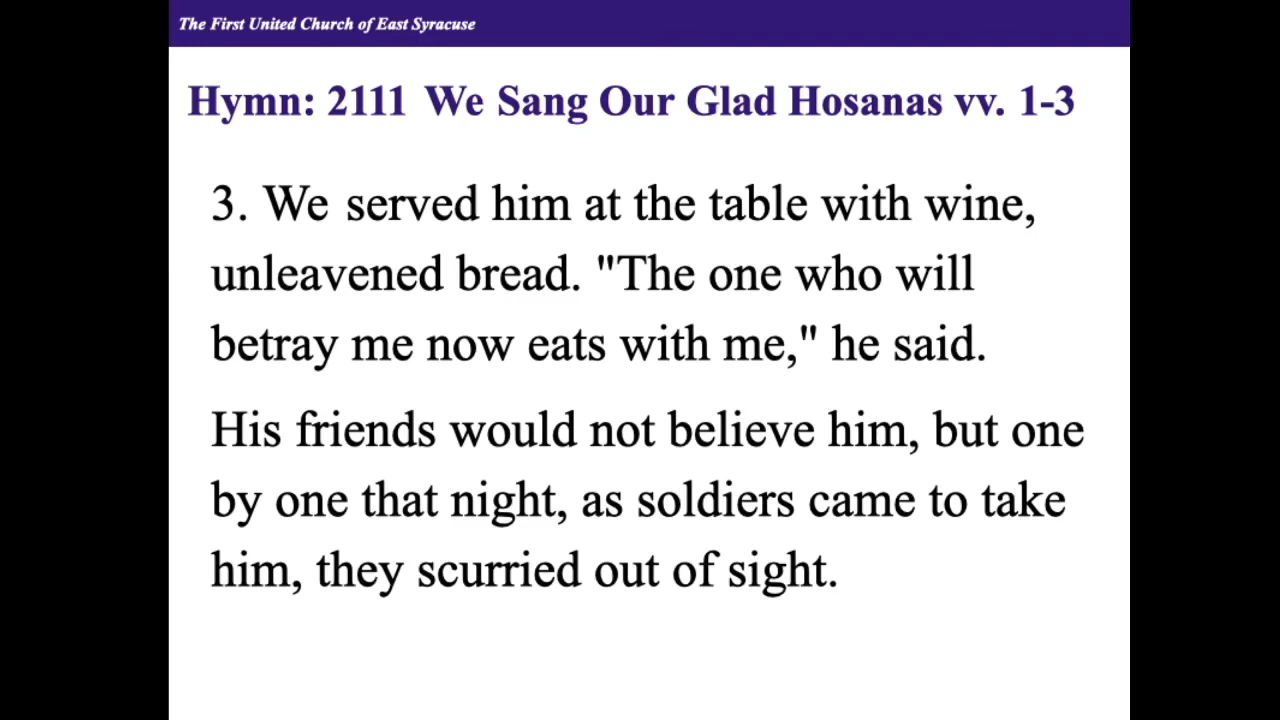 The First United Church of East Syracuse
Hymn: 2111 We Sang Our Glad Hosanas vv. 1-3
3. We served him at the table with wine,
unleavened bread. "The one who will
betray me now eats with me," he said.
His friends would not believe him, but one
by one that night, as soldiers came to take
him, they scurried out of sight.